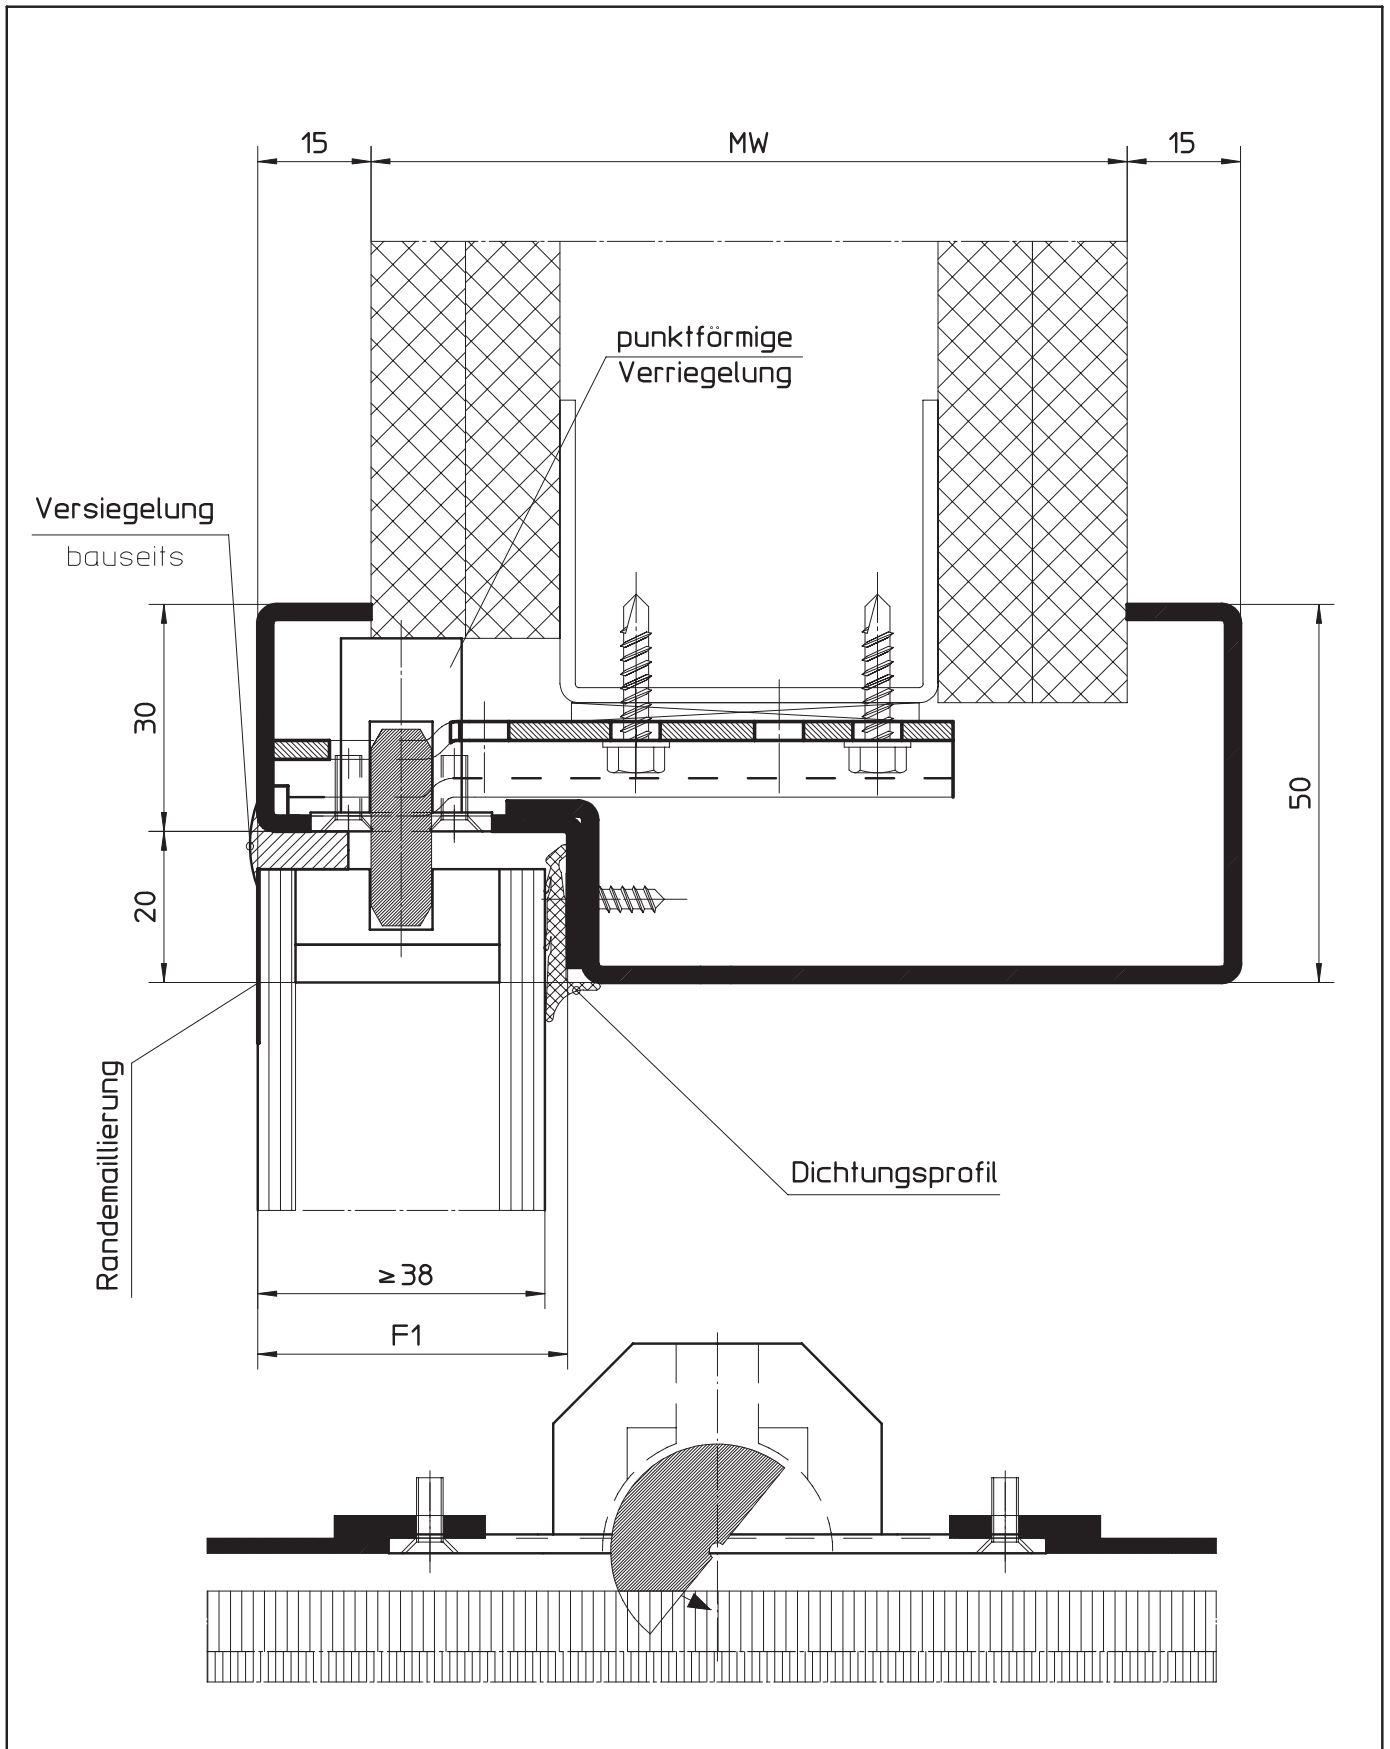 15
MW
15
punktförmige
Verriegelung
Versiegelung
bauseits
30
50
20
Randemaillierung
Dichtungsprofil
≥ 38
F1